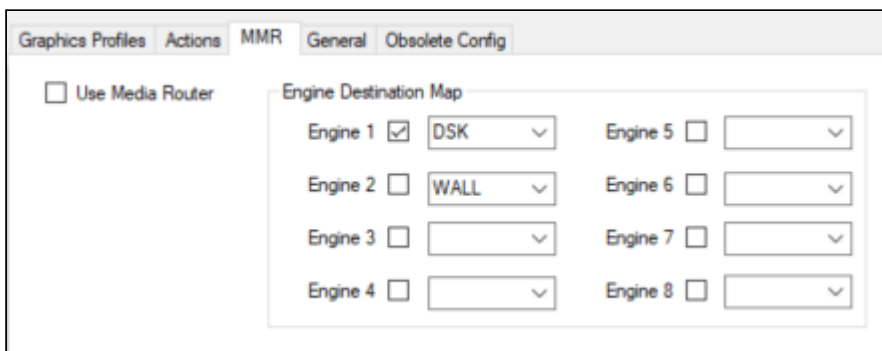 Graphics Profiles Actions MMR General Obsolete Config
Use Media Router
Engine Destination Map
Engine 1 DSK Engine 5
Engine 2 WALL Engine 6
Engine 3 Engine 7
Engine 4 Engine 8